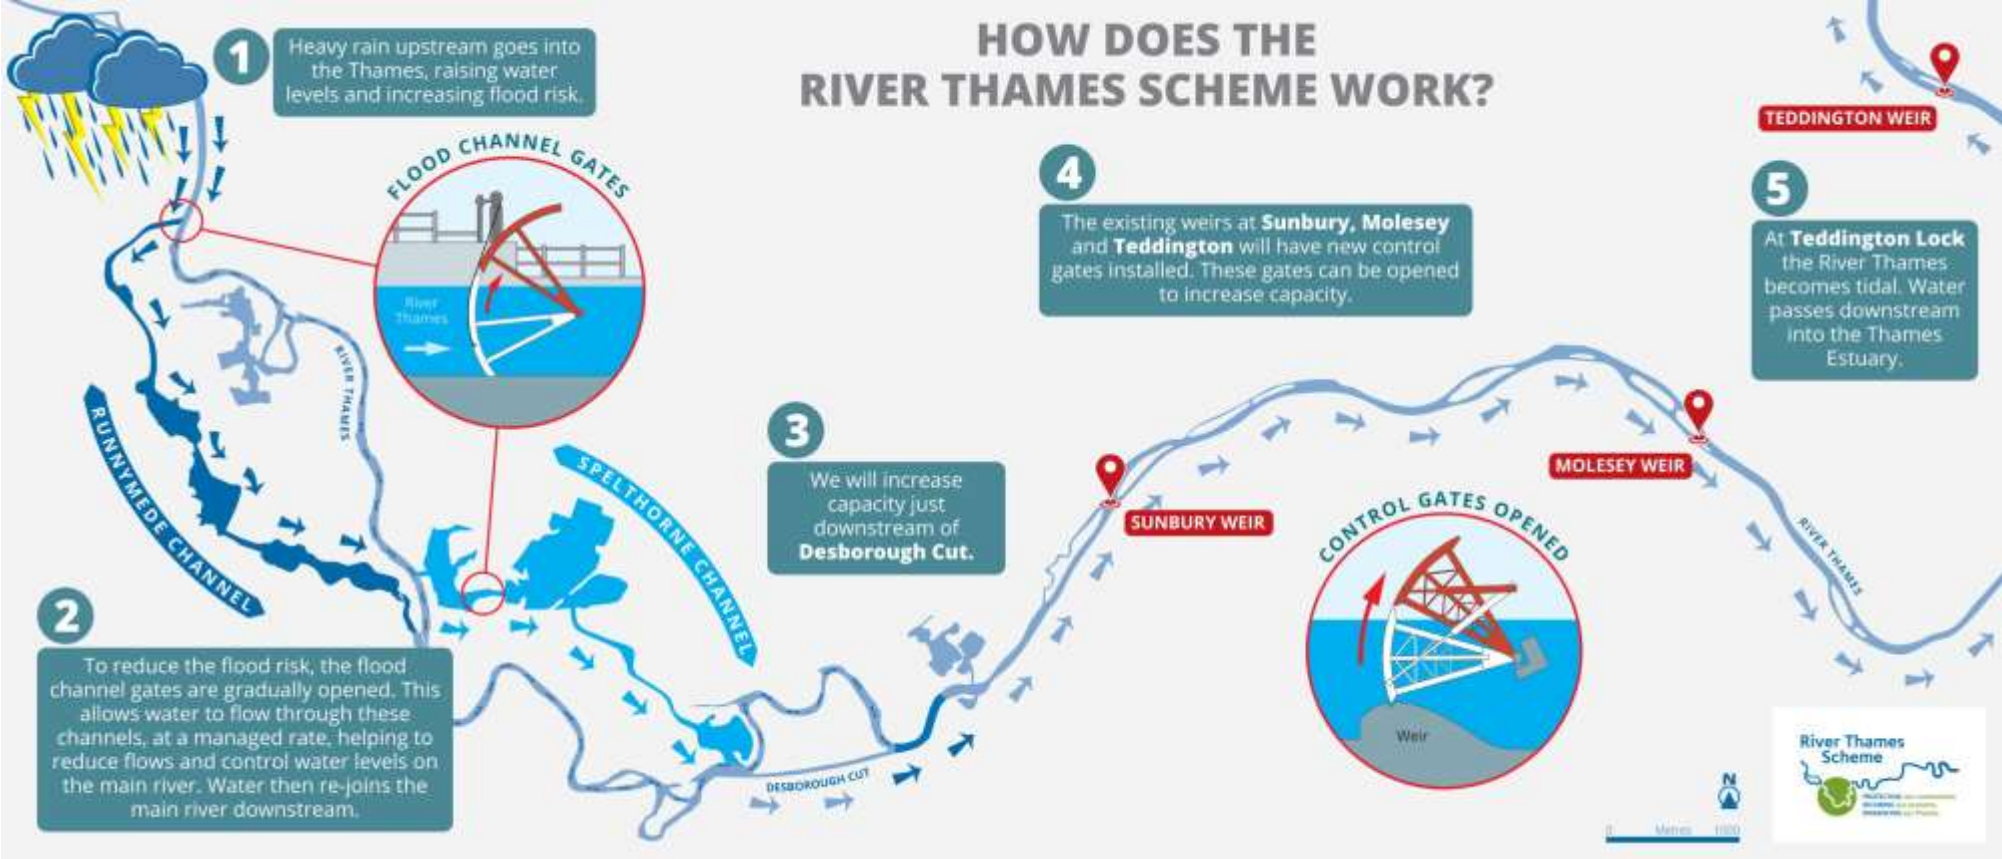 HOW DOES THE
RIVER THAMES SCHEME WORK?
1
Heavy rain upstream goes into
the Thames, raising water
levels and increasing flood risk.
FLOOD CHANNEL GATES
River
Thames
RIVER THAMES
RUNNYMEDE CHANNEL
2
To reduce the flood risk, the flood
channel gates are gradually opened. This
allows water to flow through these
channels, at a managed rate, helping to
reduce flows and control water levels on
the main river. Water then re-joins the
main river downstream.
SPELTHORNE CHANNEL
3
We will increase
capacity just
downstream of
Desborough Cut.
DESBOROUGH CUT
4
The existing weirs at Sunbury, Molesey
and Teddington will have new control
gates installed. These gates can be opened
to increase capacity.
SUNBURY WEIR
MOLESEY WEIR
CONTROL GATES OPENED
Weir
RIVER THAMES
TEDDINGTON WEIR
5
At Teddington Lock
the River Thames
becomes tidal. Water
passes downstream
into the Thames
Estuary.
N
0 Metres 1000
River Thames
Scheme